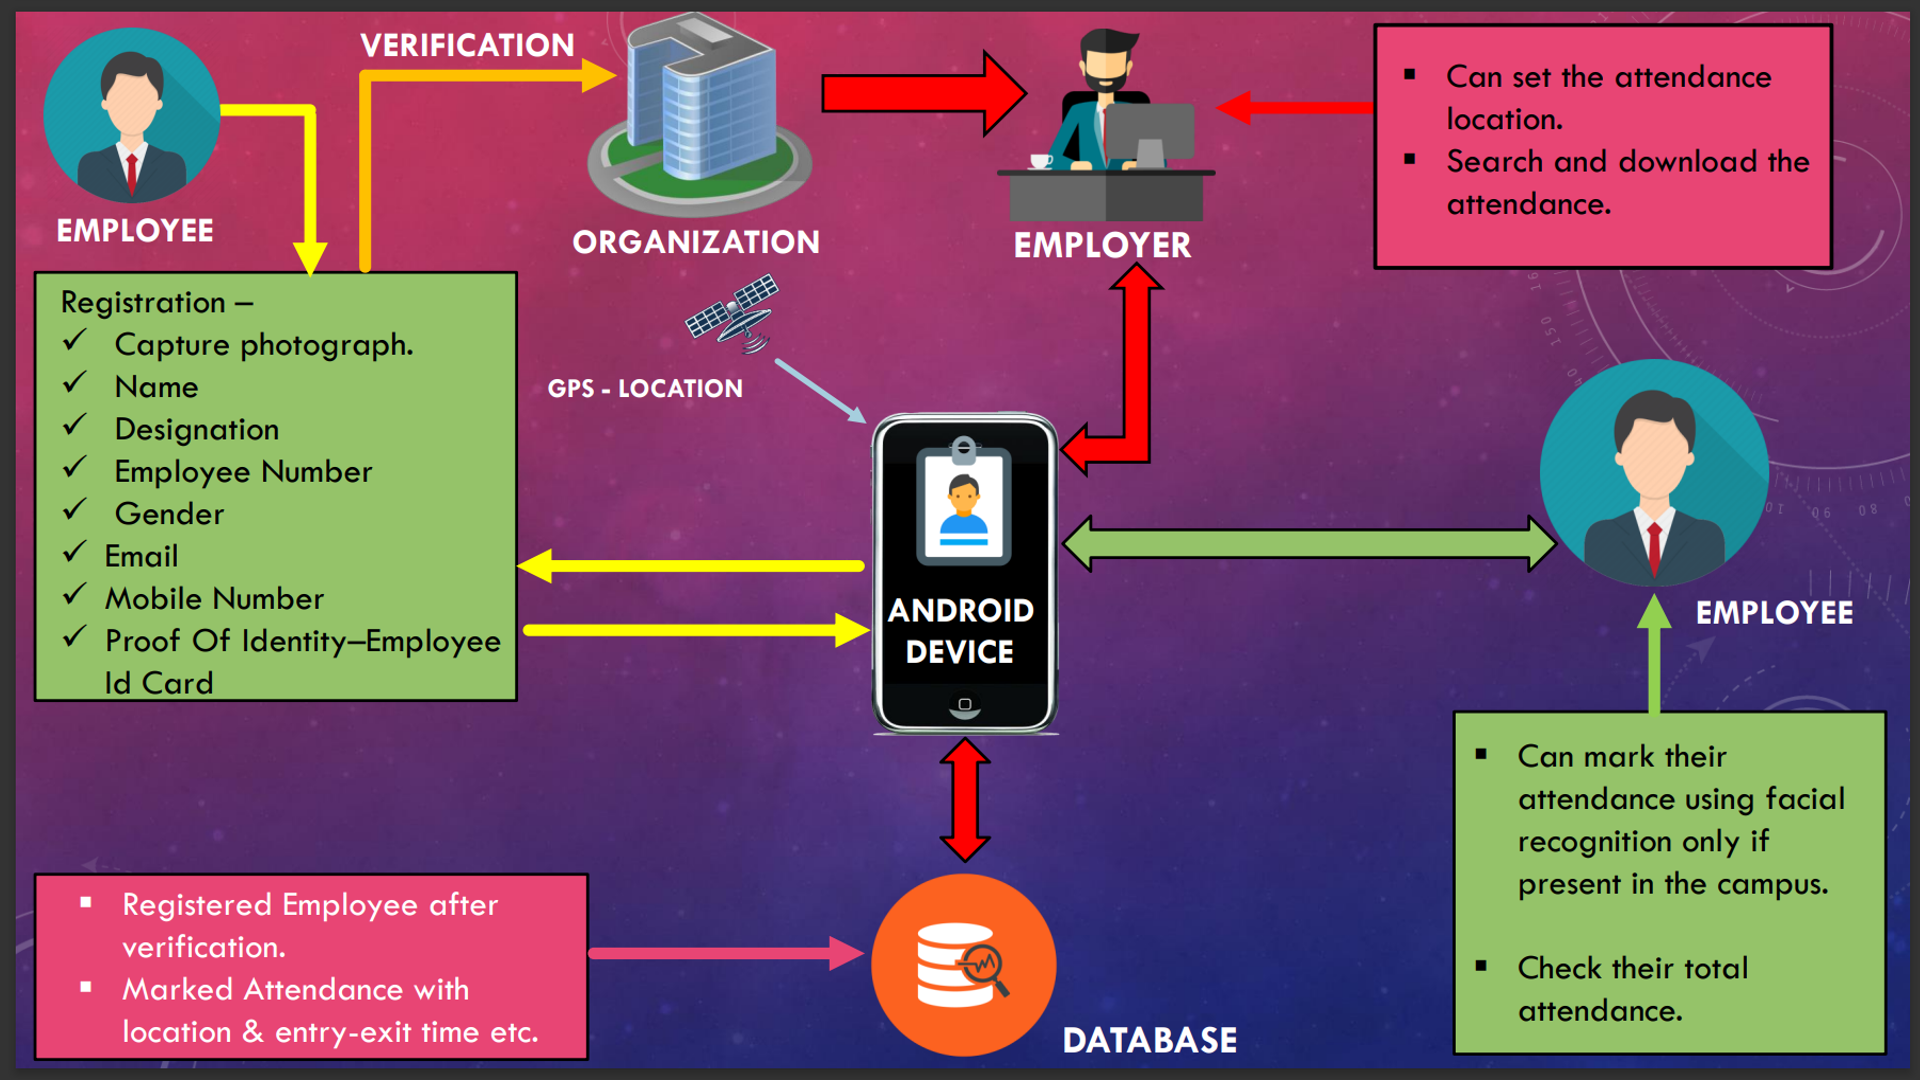 VERIFICATION
EMPLOYEE
ORGANIZATION
EMPLOYER
▪ Can set the attendance
location.
▪ Search and download the
attendance.
Registration –
✓ Capture photograph.
✓ Name
✓ Designation
✓ Employee Number
✓ Gender
✓ Email
✓ Mobile Number
✓ Proof Of Identity–Employee
Id Card
GPS - LOCATION
ANDROID
DEVICE
EMPLOYEE
▪ Can mark their
attendance using facial
recognition only if
present in the campus.
▪ Check their total
attendance.
▪ Registered Employee after
verification.
▪ Marked Attendance with
location & entry-exit time etc.
DATABASE